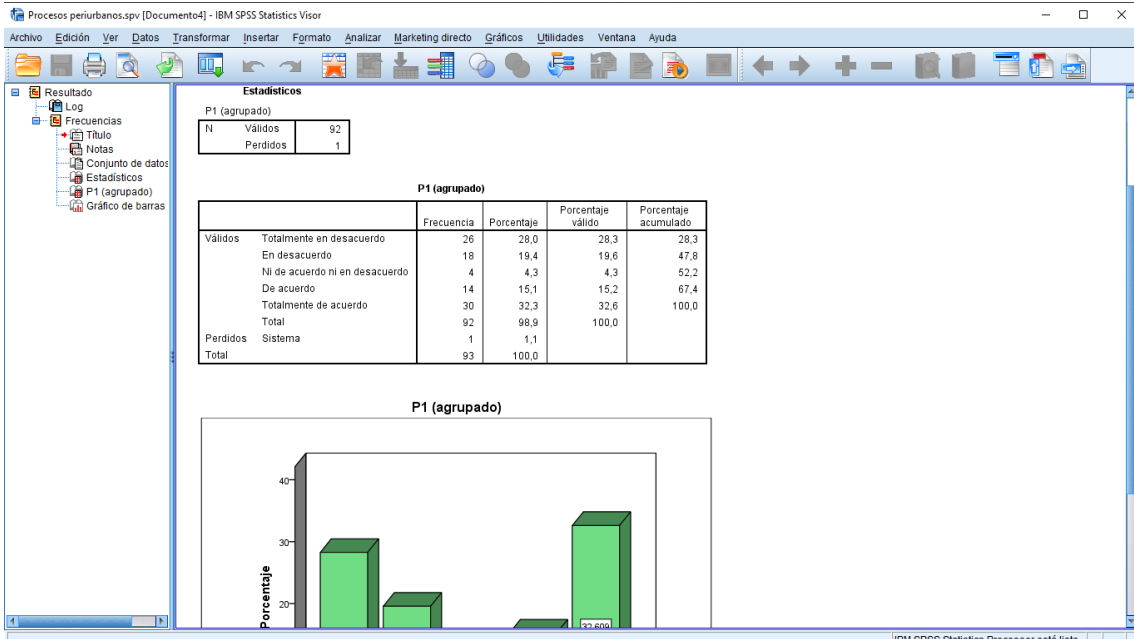 Procesos periurbanos.spv [Documento4] - IBM SPSS Statistics Visor
Archivo Edición Ver Datos Transformar Insertar Formato Analizar Marketing directo Gráficos Utilidades Ventana Ayuda
Resultado
Log
Frecuencias
Título
Notas
Conjunto de datos
Estadísticos
P1 (agrupado)
Gráfico de barras
Estadísticos
P1 (agrupado)
N Válidos 92
Perdidos 1
P1 (agrupado)
Frecuencia Porcentaje Porcentaje válido Porcentaje acumulado
Válidos Totalmente en desacuerdo 26 28,0 28,3 28,3
En desacuerdo 18 19,4 19,6 47,8
Ni de acuerdo ni en desacuerdo 4 4,3 4,3 52,2
De acuerdo 14 15,1 15,2 67,4
Totalmente de acuerdo 30 32,3 32,6 100,0
Total 92 98,9 100,0
Perdidos Sistema 1 1,1
Total 93 100,0
P1 (agrupado)
Porcentaje
40
30
20
32,609
IBM SPSS Statistics Processor está listo